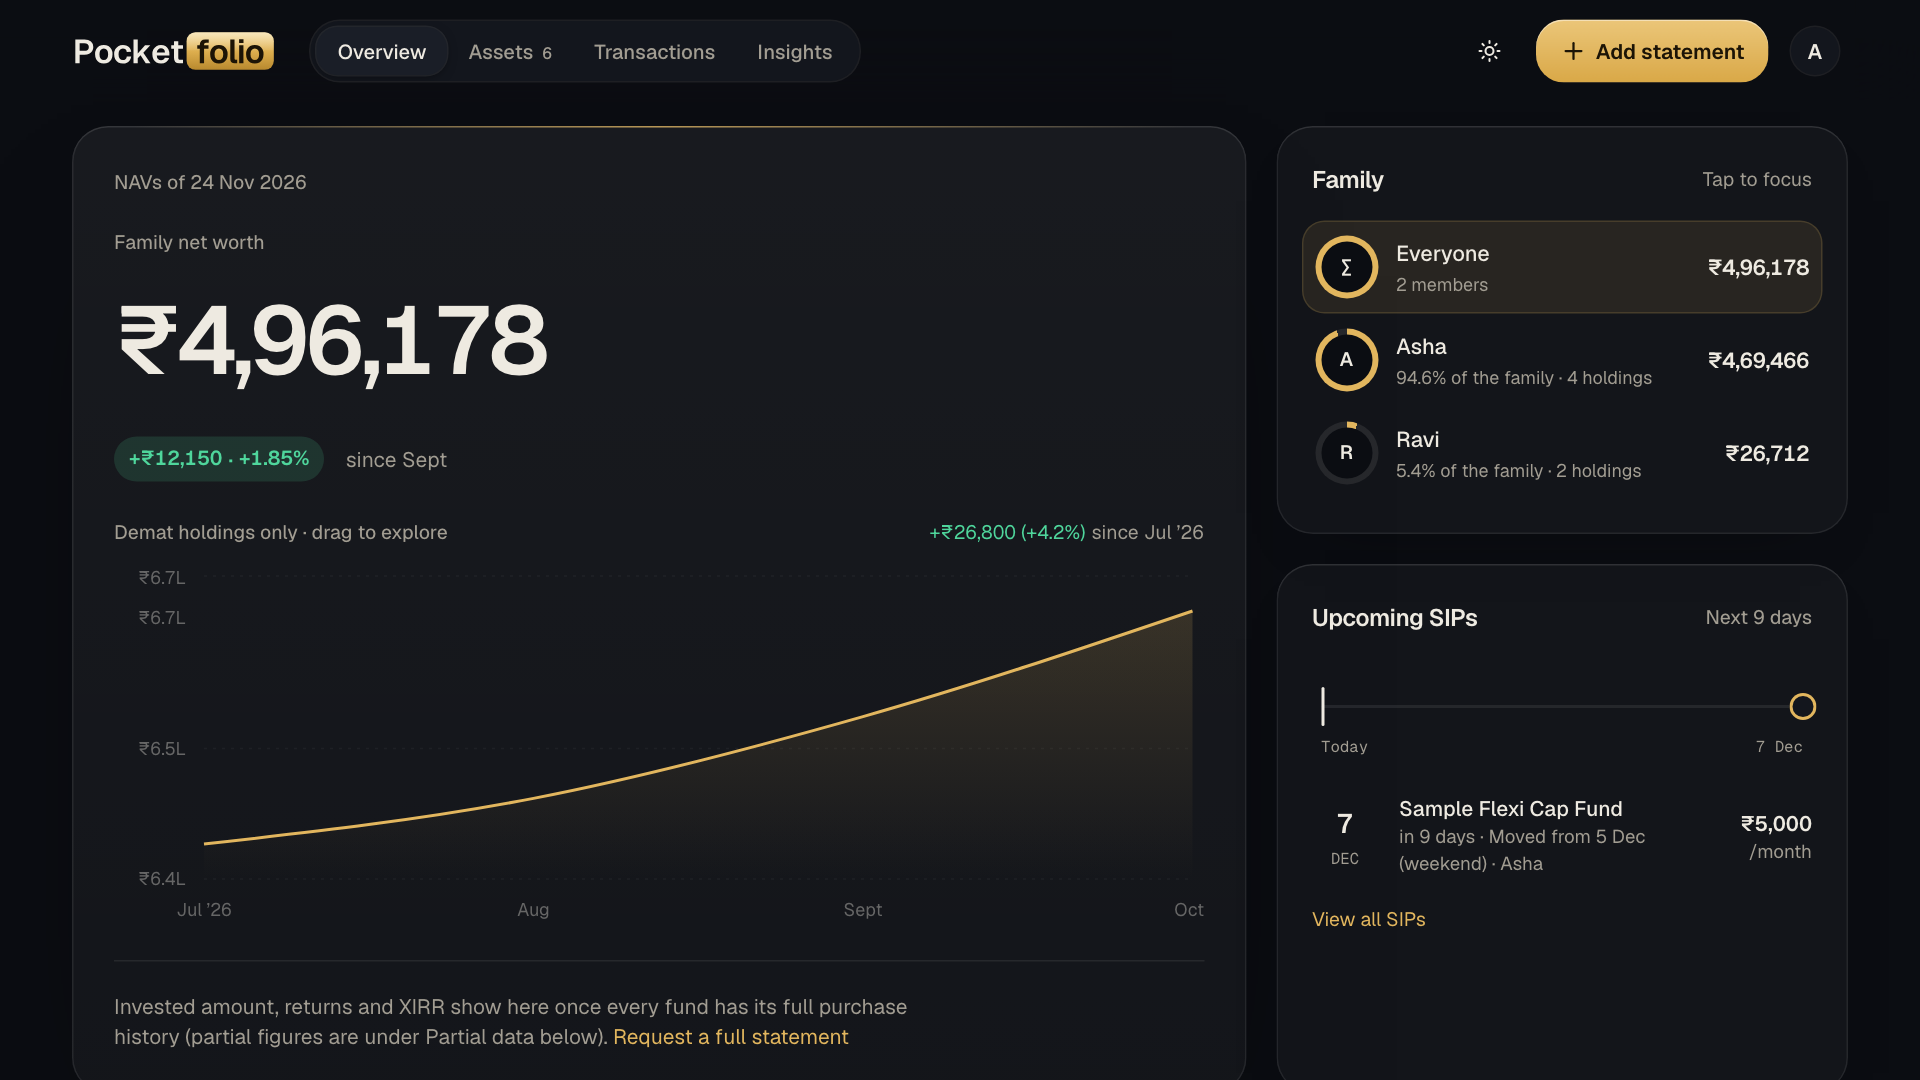 Pocketfolio
Overview
Assets 6
Transactions
Insights
+ Add statement
A
NAVs of 24 Nov 2026
Family net worth
₹4,96,178
+₹12,150 · +1.85% since Sept
Demat holdings only · drag to explore
+₹26,800 (+4.2%) since Jul ’26
₹6.7L
₹6.7L
₹6.5L
₹6.4L
Jul ’26 Aug Sept Oct
Invested amount, returns and XIRR show here once every fund has its full purchase
history (partial figures are under Partial data below). Request a full statement
Family
Tap to focus
Σ
Everyone
2 members
₹4,96,178
A
Asha
94.6% of the family · 4 holdings
₹4,69,466
R
Ravi
5.4% of the family · 2 holdings
₹26,712
Upcoming SIPs
Next 9 days
Today
7 Dec
7
DEC
Sample Flexi Cap Fund
in 9 days · Moved from 5 Dec
(weekend) · Asha
₹5,000
/month
View all SIPs